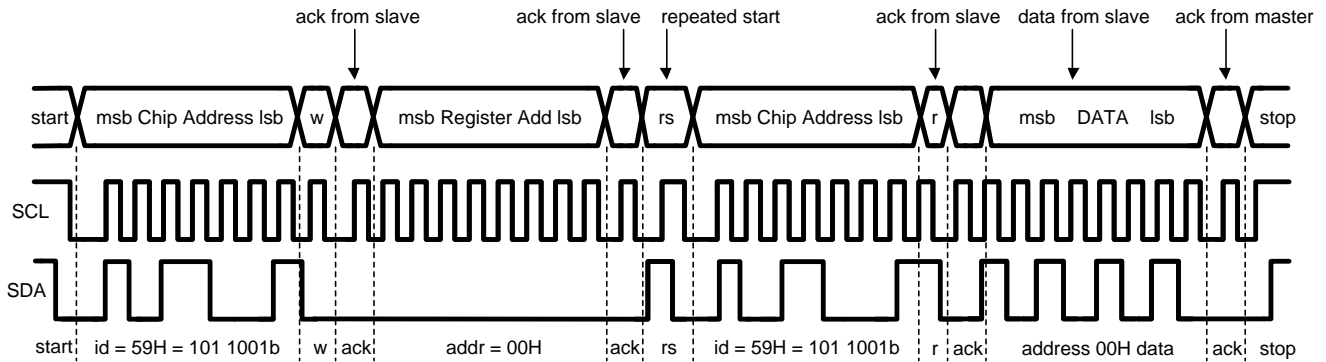 ack from slave ack from slave repeated start ack from slave data from slave ack from master
start msb Chip Address lsb w msb Register Add lsb rs msb Chip Address lsb r msb DATA lsb stop
SCL
SDA
start id = 59H = 101 1001b w ack addr = 00H ack rs id = 59H = 101 1001b r ack address 00H data ack stop